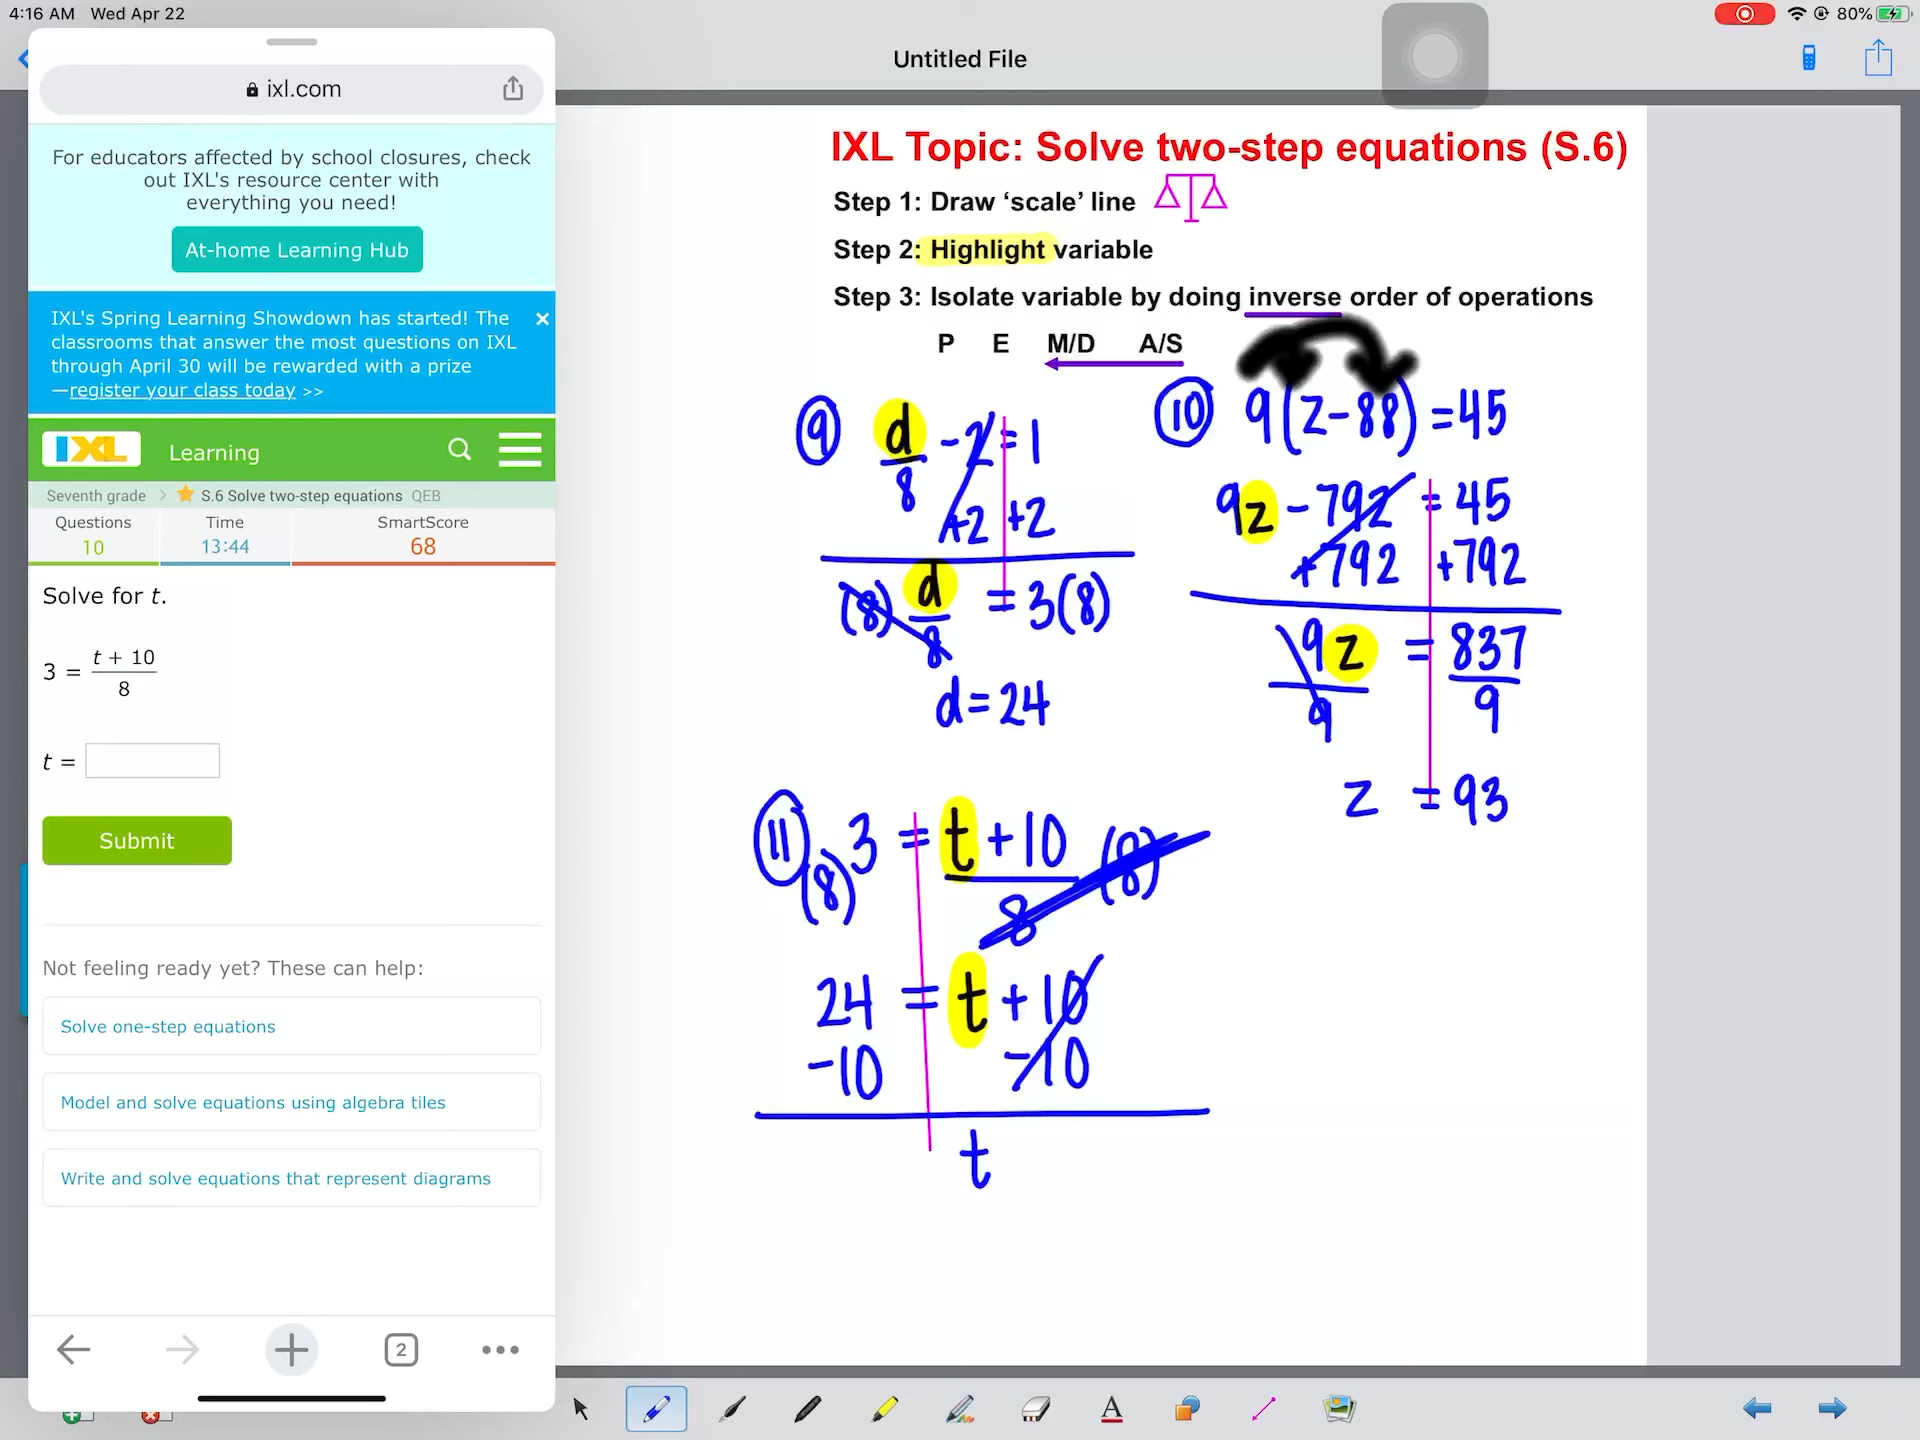 4:16 AM Wed Apr 22
80%
Untitled File
ixl.com
For educators affected by school closures, check
out IXL's resource center with
everything you need!
At-home Learning Hub
IXL's Spring Learning Showdown has started! The
classrooms that answer the most questions on IXL
through April 30 will be rewarded with a prize
—register your class today >>
IXL Learning
Seventh grade > S.6 Solve two-step equations QEB
Questions Time SmartScore
10 13:44 68
Solve for t.
3 = t + 10
8
t =
Submit
Not feeling ready yet? These can help:
Solve one-step equations
Model and solve equations using algebra tiles
Write and solve equations that represent diagrams
2
IXL Topic: Solve two-step equations (S.6)
Step 1: Draw ‘scale’ line
Step 2: Highlight variable
Step 3: Isolate variable by doing inverse order of operations
P E M/D A/S
9 d - 2 = 1
8
+2 +2
(8) d = 3(8)
8
d = 24
10 9(z - 88) = 45
9z - 792 = 45
+792 +792
9z = 837
9 9
z = 93
11 (8) 3 = t + 10 (8)
8
24 = t + 10
-10 -10
t
A